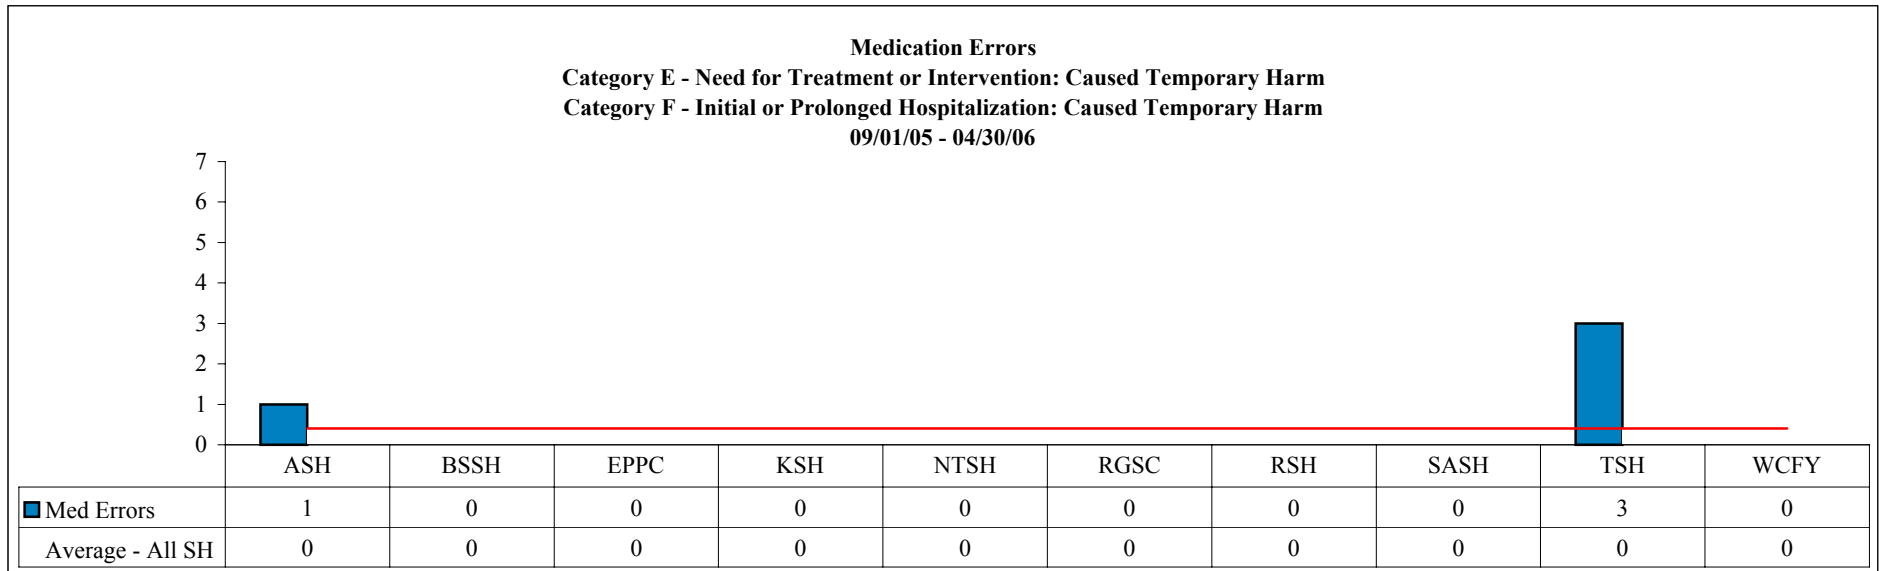 Medication Errors
Category E - Need for Treatment or Intervention: Caused Temporary Harm
Category F - Initial or Prolonged Hospitalization: Caused Temporary Harm
09/01/05 - 04/30/06
7
6
5
4
3
2
1
0
ASH BSSH EPPC KSH NTSH RGSC RSH SASH TSH WCFY
Med Errors 1 0 0 0 0 0 0 0 3 0
Average - All SH 0 0 0 0 0 0 0 0 0 0